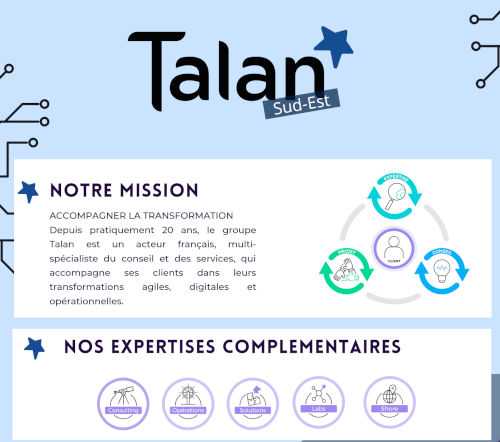 Talan
Sud-Est
NOTRE MISSION
ACCOMPAGNER LA TRANSFORMATION
Depuis pratiquement 20 ans, le groupe
Talan est un acteur français, multi-
spécialiste du conseil et des services, qui
accompagne ses clients dans leurs
transformations agiles, digitales et
opérationnelles.
EXPERTISE
CLIENT
PROJET
CONSEIL
NOS EXPERTISES COMPLEMENTAIRES
Consulting
Opérations
Solutions
Labs
Shore